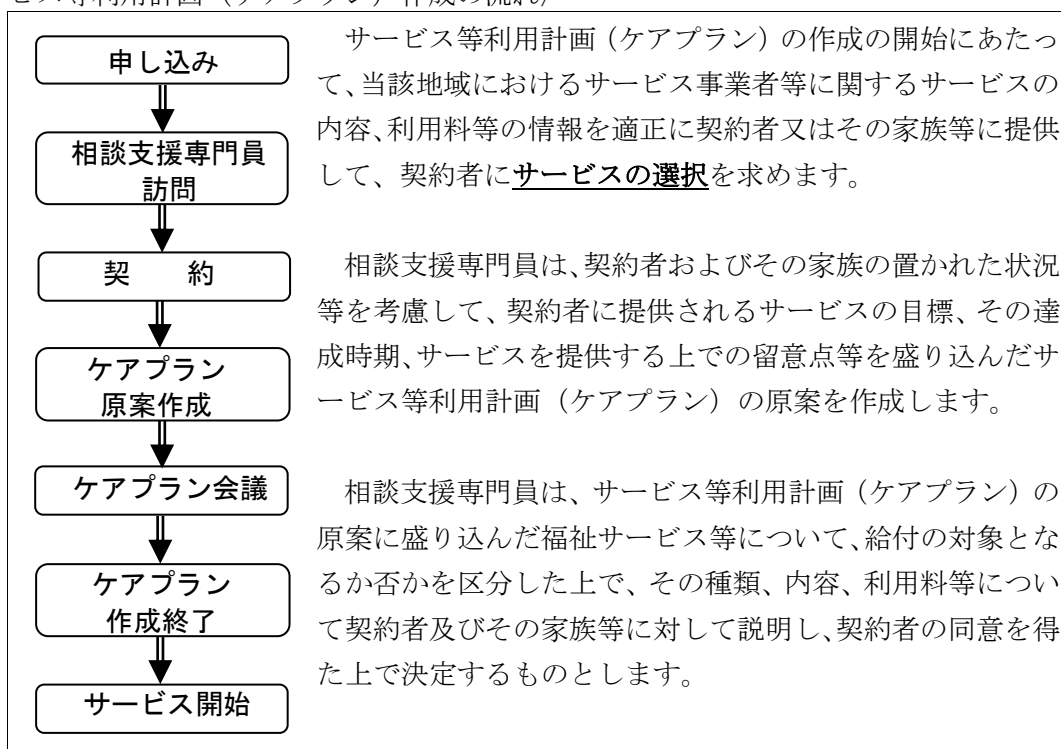 申し込み
相談支援専門員
訪問
契　　約
ケアプラン
原案作成
ケアプラン会議
ケアプラン
作成終了
サービス開始
サービス等利用計画（ケアプラン）の作成の開始にあたっ
て、当該地域におけるサービス事業者等に関するサービスの
内容、利用料等の情報を適正に契約者又はその家族等に提供
して、契約者にサービスの選択を求めます。
相談支援専門員は、契約者およびその家族の置かれた状況
等を考慮して、契約者に提供されるサービスの目標、その達
成時期、サービスを提供する上での留意点等を盛り込んだサ
ービス等利用計画（ケアプラン）の原案を作成します。
相談支援専門員は、サービス等利用計画（ケアプラン）の
原案に盛り込んだ福祉サービス等について、給付の対象とな
るか否かを区分した上で、その種類、内容、利用料等につい
て契約者及びその家族等に対して説明し、契約者の同意を得
た上で決定するものとします。